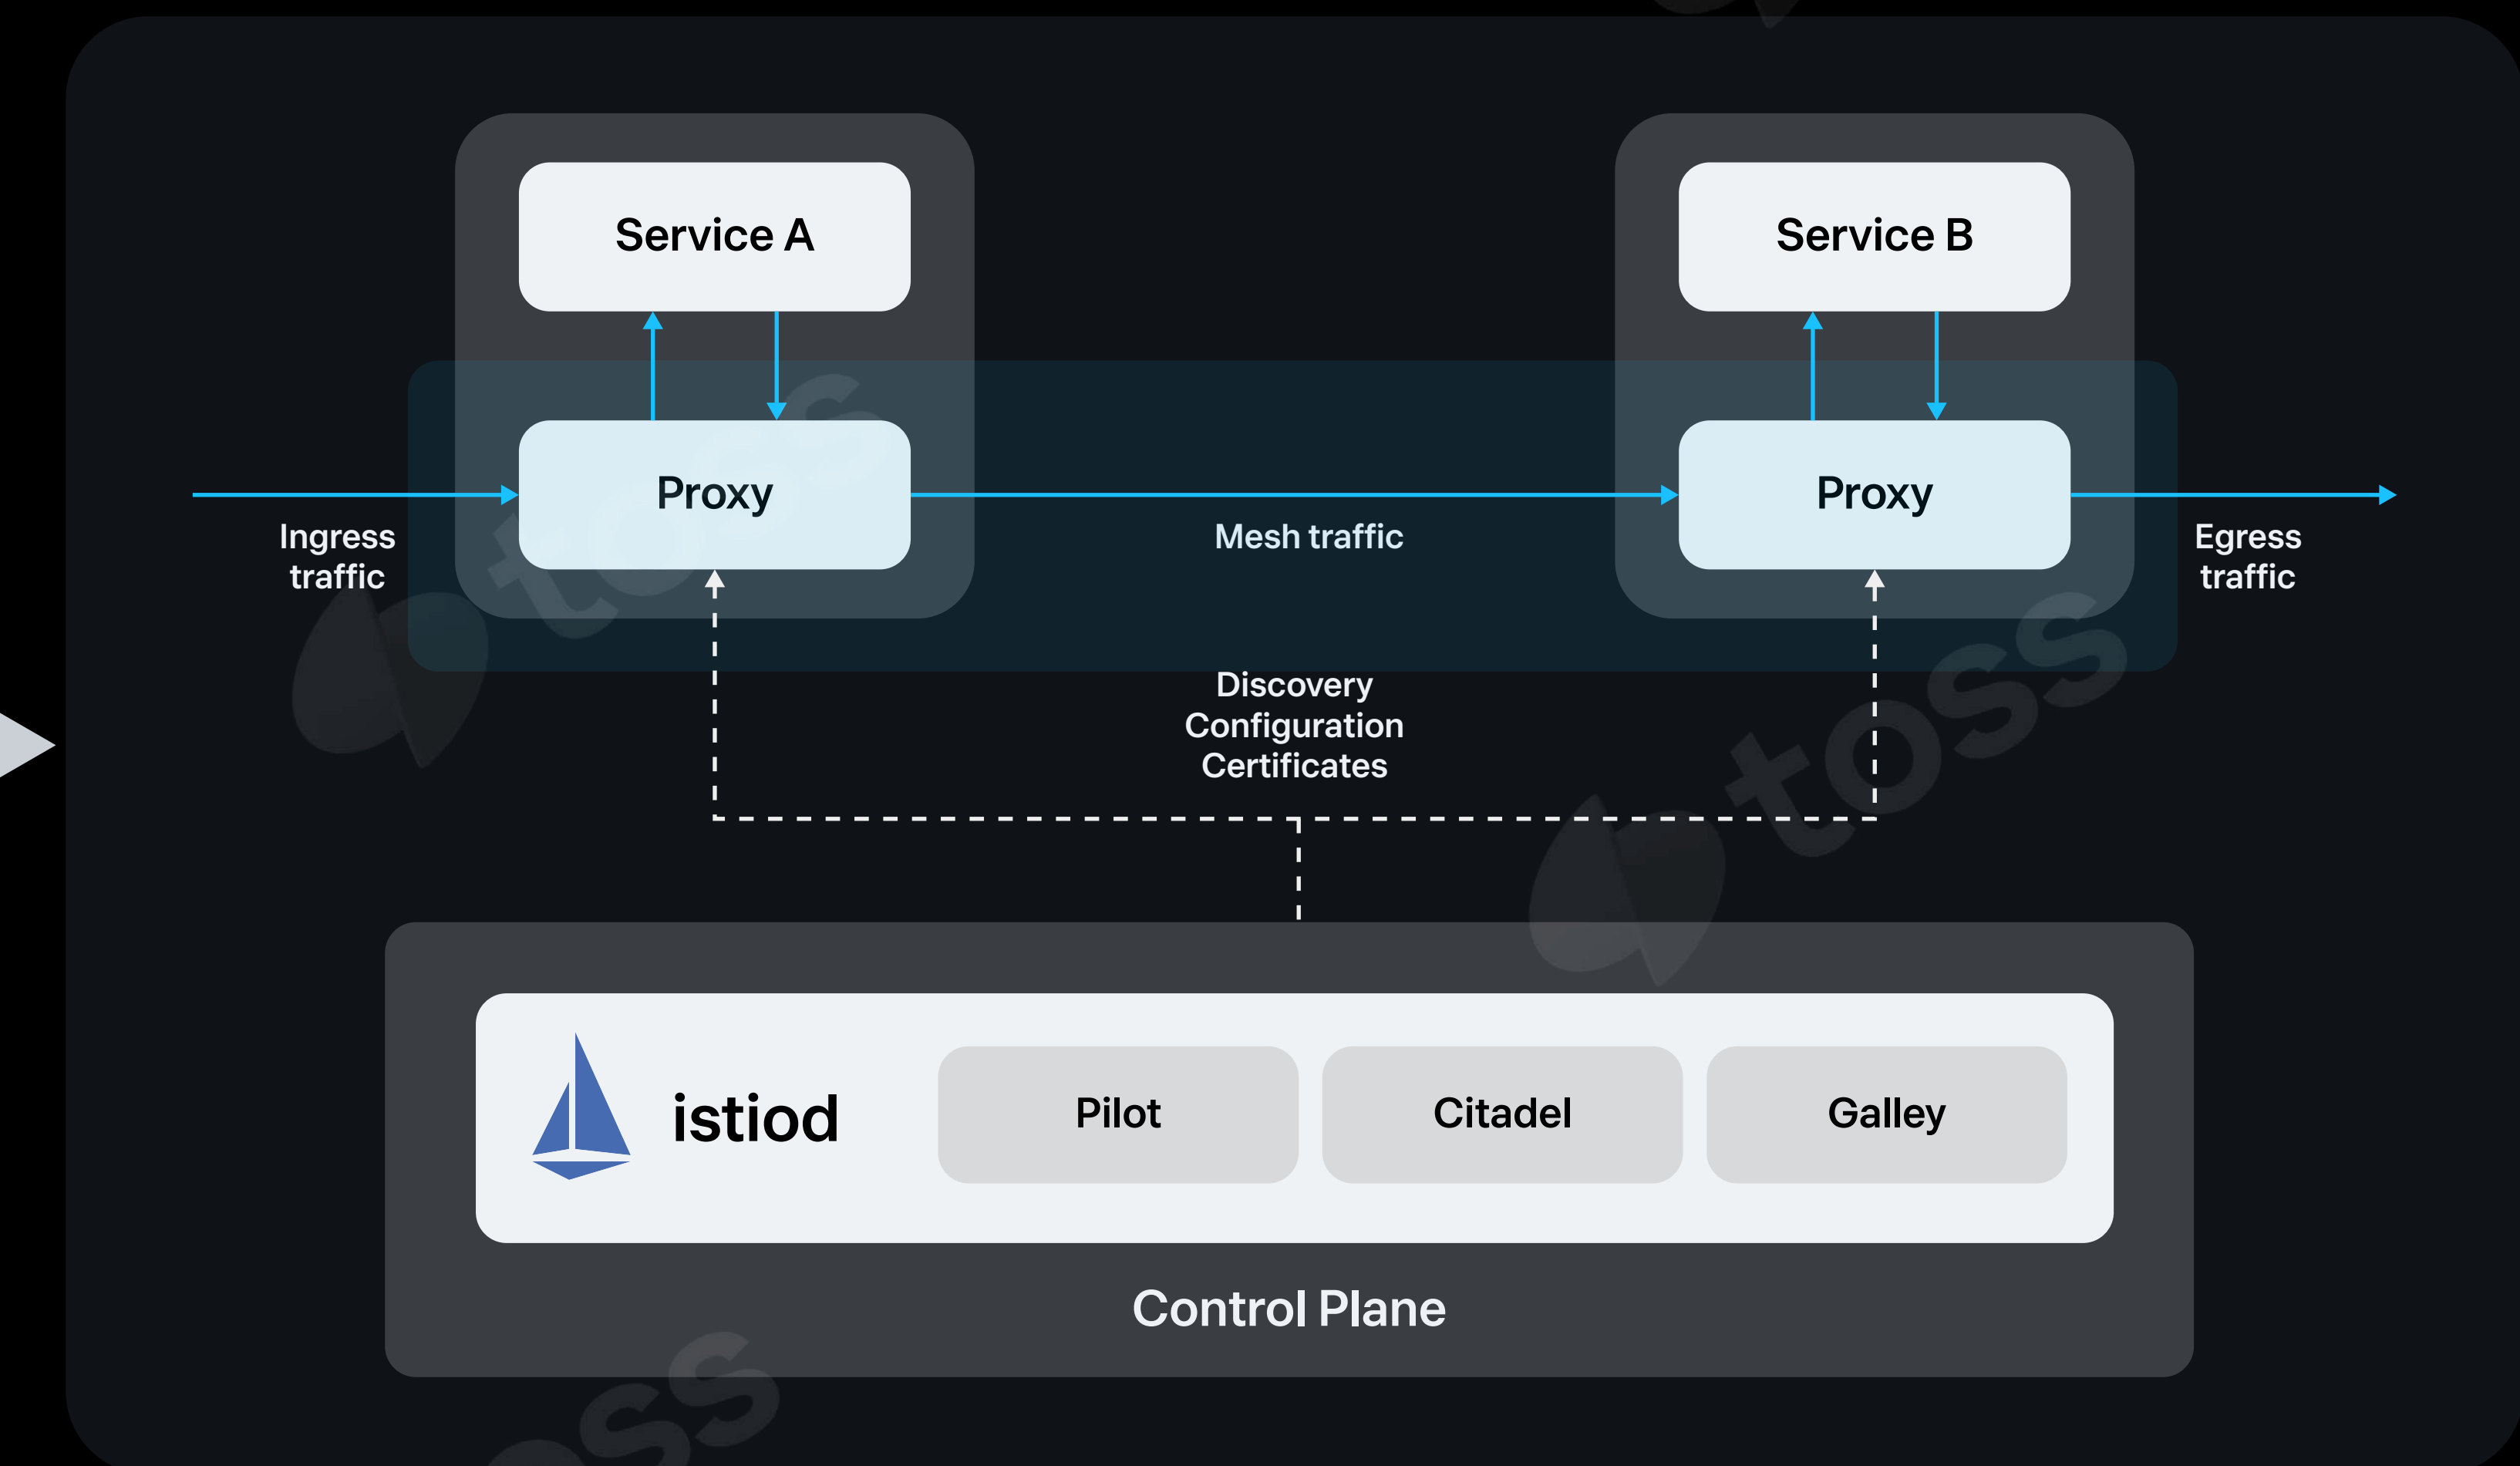 Service A
Service B
Proxy
Proxy
Ingress
traffic
Mesh traffic
Egress
traffic
Discovery
Configuration
Certificates
istiod
Pilot
Citadel
Galley
Control Plane
toss
toss